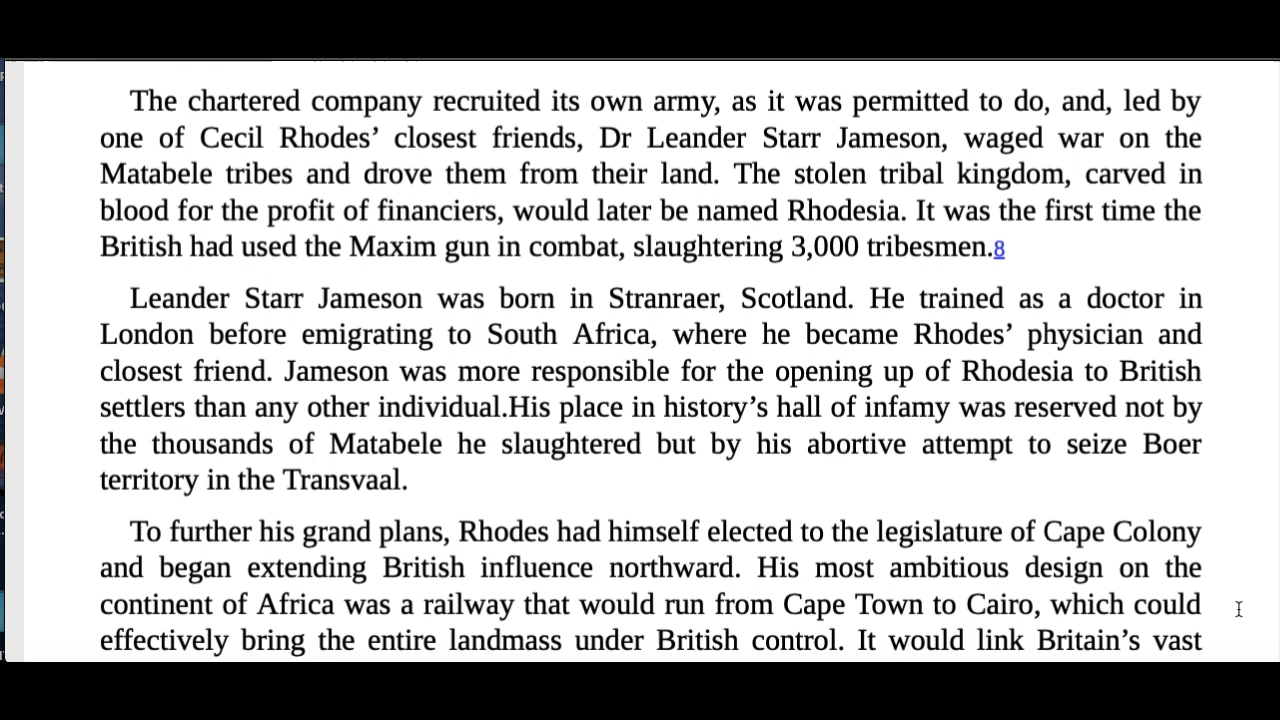 The chartered company recruited its own army, as it was permitted to do, and, led by
one of Cecil Rhodes’ closest friends, Dr Leander Starr Jameson, waged war on the
Matabele tribes and drove them from their land. The stolen tribal kingdom, carved in
blood for the profit of financiers, would later be named Rhodesia. It was the first time the
British had used the Maxim gun in combat, slaughtering 3,000 tribesmen.8
Leander Starr Jameson was born in Stranraer, Scotland. He trained as a doctor in
London before emigrating to South Africa, where he became Rhodes’ physician and
closest friend. Jameson was more responsible for the opening up of Rhodesia to British
settlers than any other individual.His place in history’s hall of infamy was reserved not by
the thousands of Matabele he slaughtered but by his abortive attempt to seize Boer
territory in the Transvaal.
To further his grand plans, Rhodes had himself elected to the legislature of Cape Colony
and began extending British influence northward. His most ambitious design on the
continent of Africa was a railway that would run from Cape Town to Cairo, which could
effectively bring the entire landmass under British control. It would link Britain’s vast